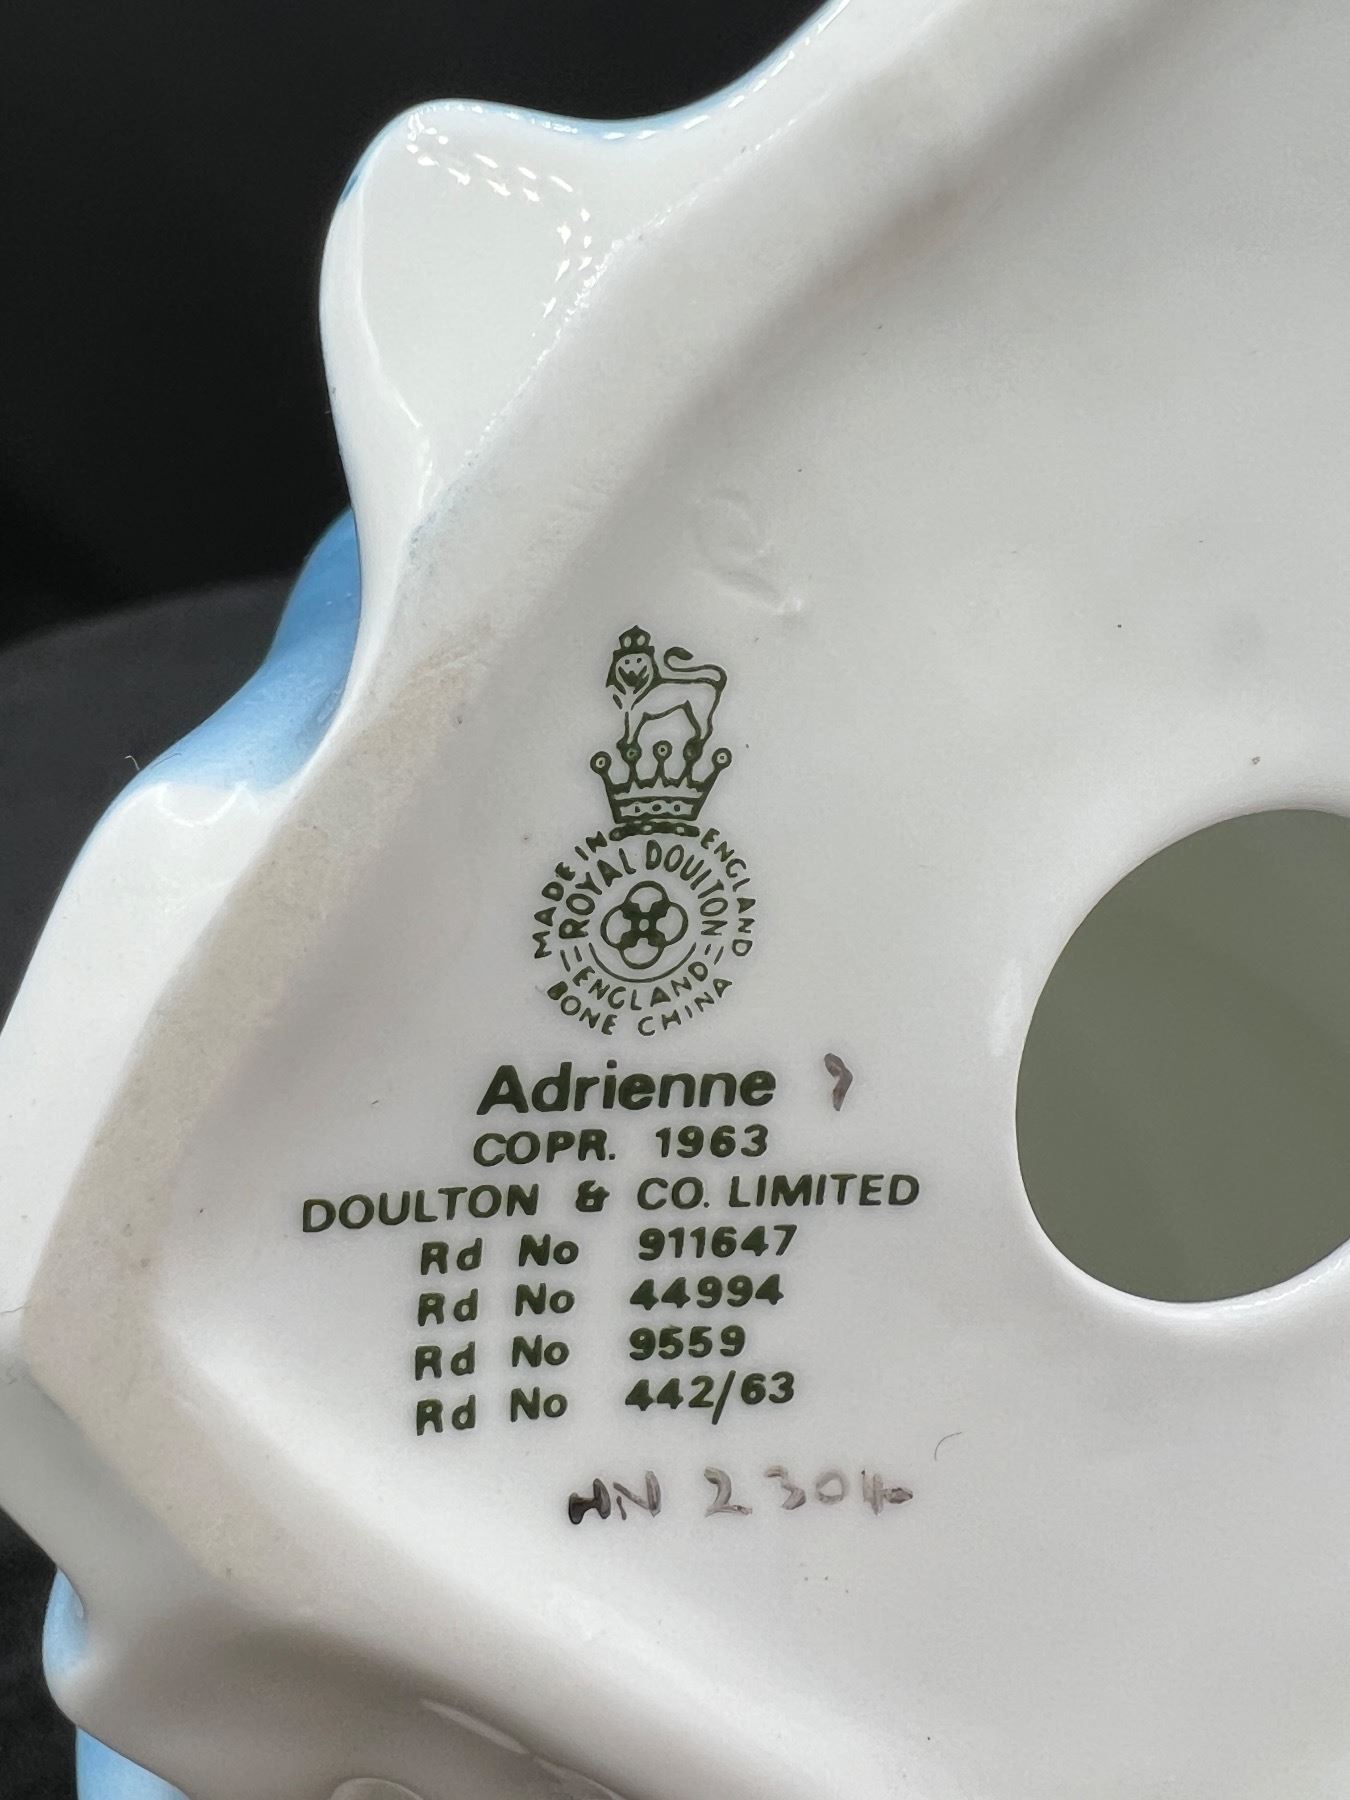 MADE IN ENGLAND
ROYAL DOULTON
ENGLAND
BONE CHINA
Adrienne
COPR. 1963
DOULTON & CO. LIMITED
Rd No 911647
Rd No 44994
Rd No 9559
Rd No 442/63
HN 2304